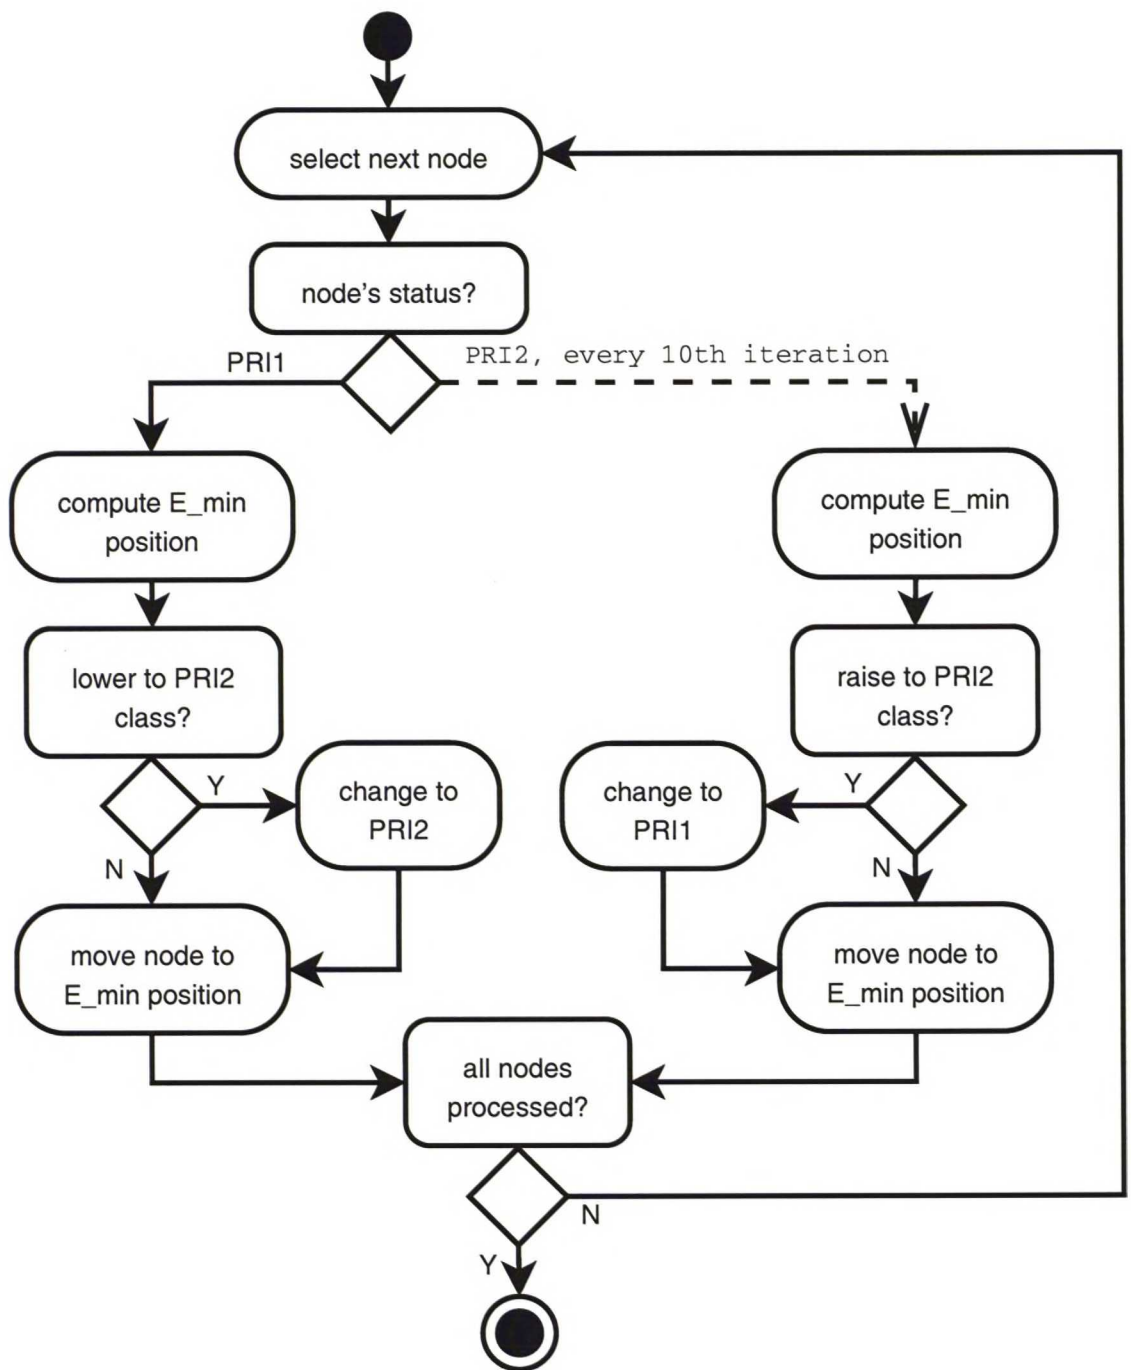 select next node
node's status?
PRI1
PRI2, every 10th iteration
compute E_min
position
compute E_min
position
lower to PRI2
class?
raise to PRI2
class?
Y
change to
PRI2
change to
PRI1
Y
N
N
move node to
E_min position
move node to
E_min position
all nodes
processed?
N
Y